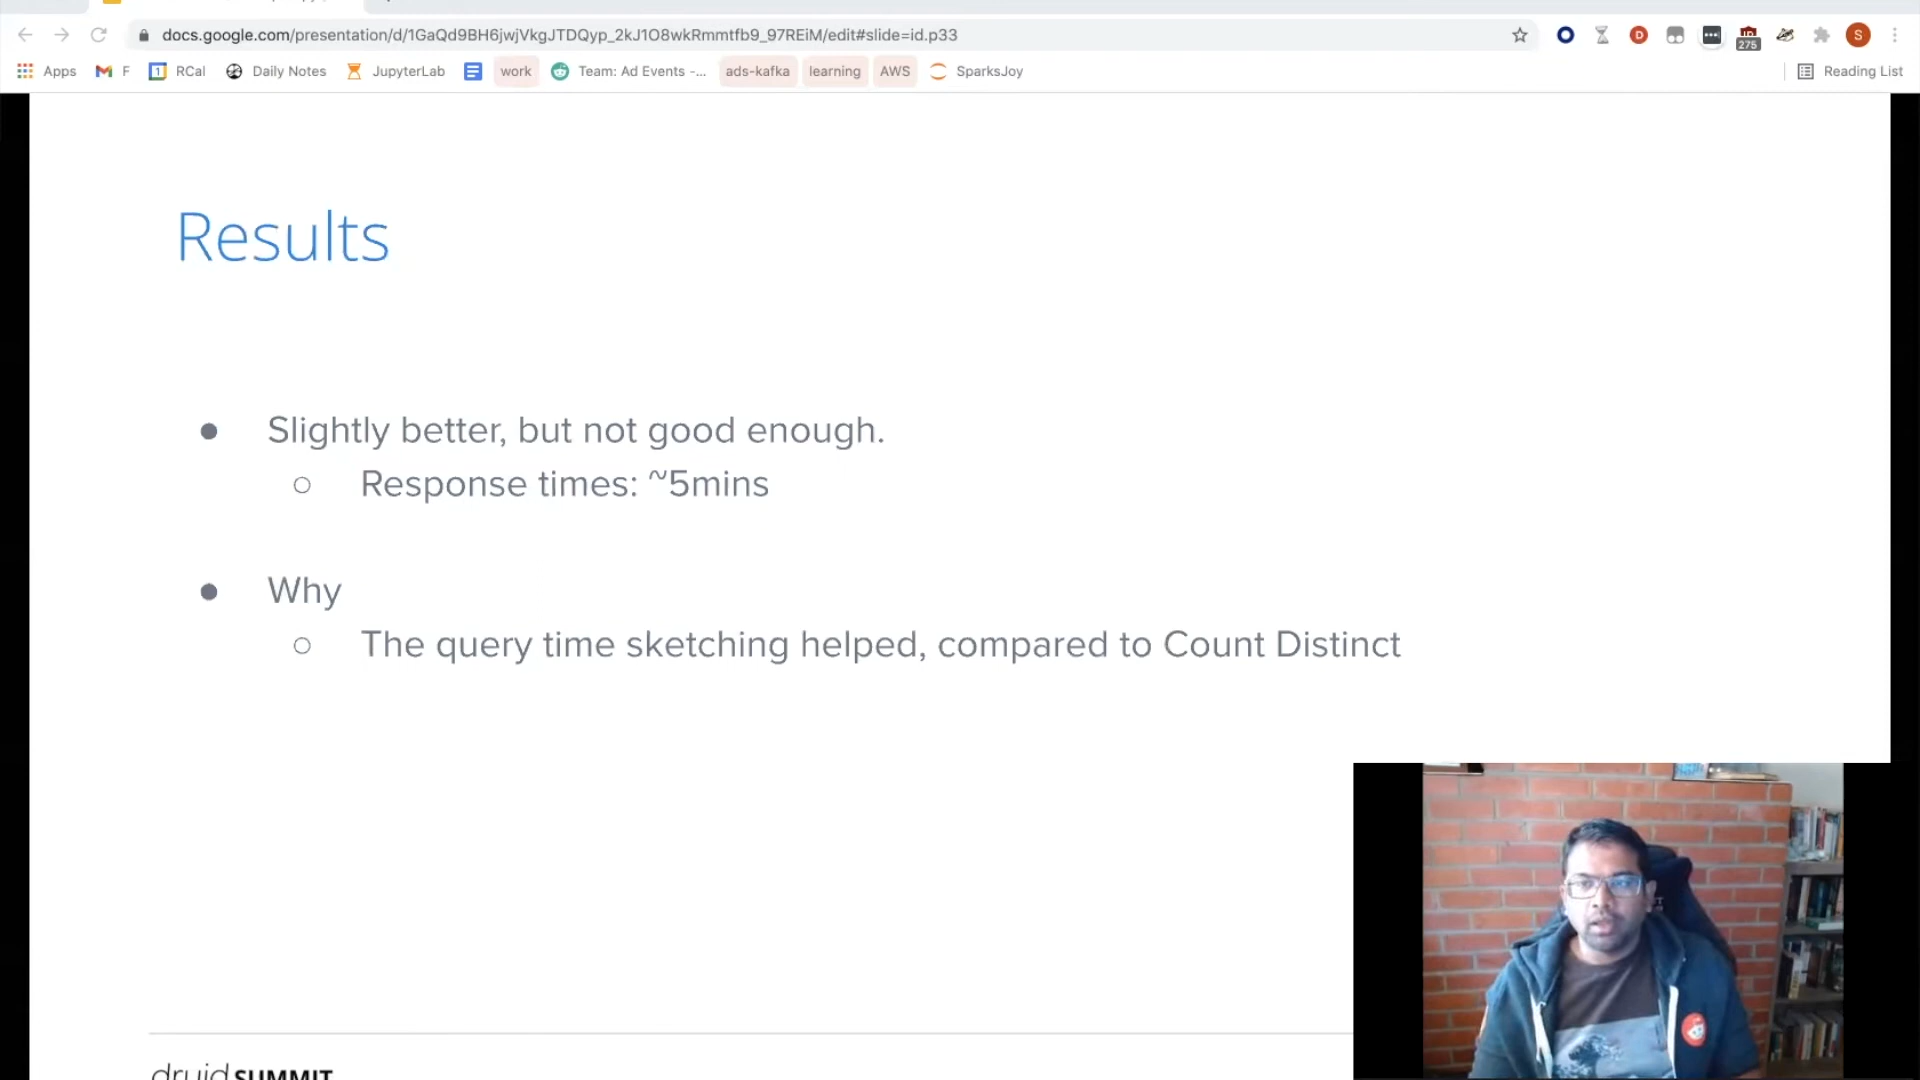 docs.google.com/presentation/d/1GaQd9BH6jwjVkgJTDQyp_2kJ1O8wkRmmtfb9_97REiM/edit#slide=id.p33
D
275
S
Apps
F
1
RCal
Daily Notes
JupyterLab
work
Team: Ad Events -...
ads-kafka
learning
AWS
SparksJoy
Reading List
Results
Slightly better, but not good enough.
Response times: ~5mins
Why
The query time sketching helped, compared to Count Distinct
druid SUMMIT